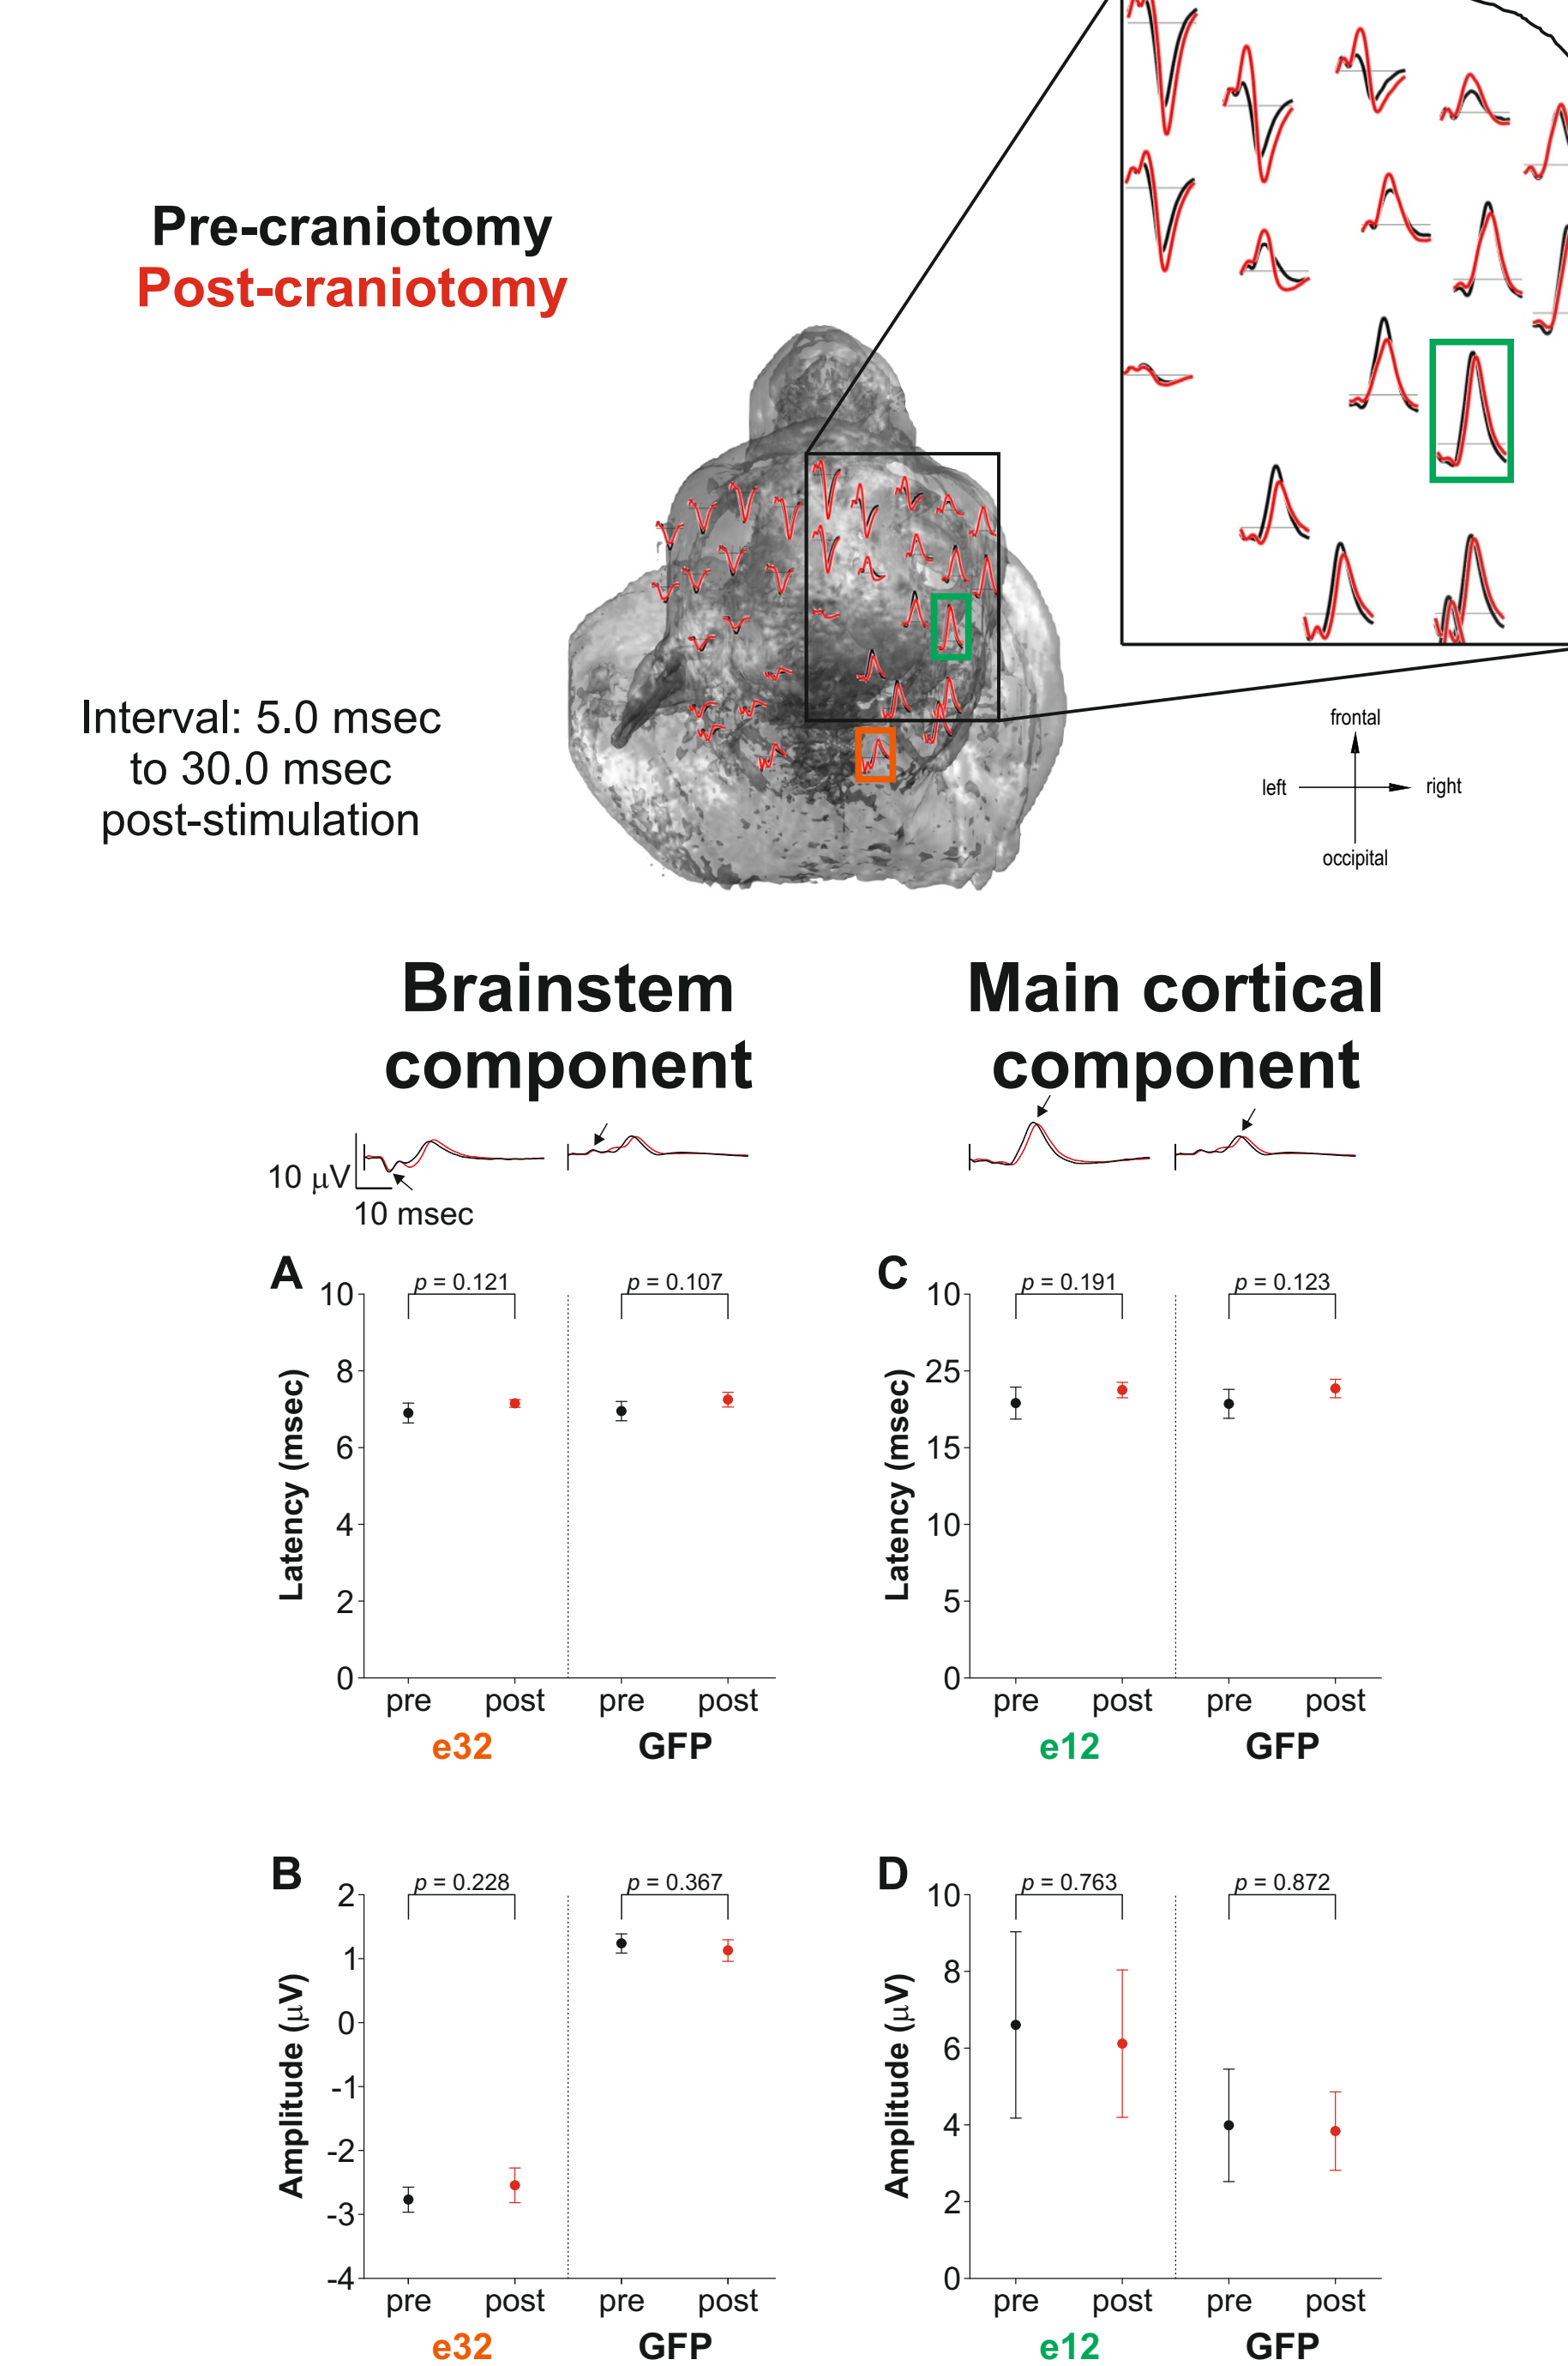 Pre-craniotomy
Post-craniotomy
Interval: 5.0 msec
to 30.0 msec
post-stimulation
frontal
left
right
occipital
Brainstem
component
Main cortical
component
10 μV
10 msec
A
p = 0.121
p = 0.107
10
8
6
4
2
0
Latency (msec)
pre
post
pre
post
e32
GFP
C
p = 0.191
p = 0.123
10
25
15
10
5
0
Latency (msec)
pre
post
pre
post
e12
GFP
B
p = 0.228
p = 0.367
2
1
0
-1
-2
-3
-4
Amplitude (μV)
pre
post
pre
post
e32
GFP
D
p = 0.763
p = 0.872
10
8
6
4
2
0
Amplitude (μV)
pre
post
pre
post
e12
GFP